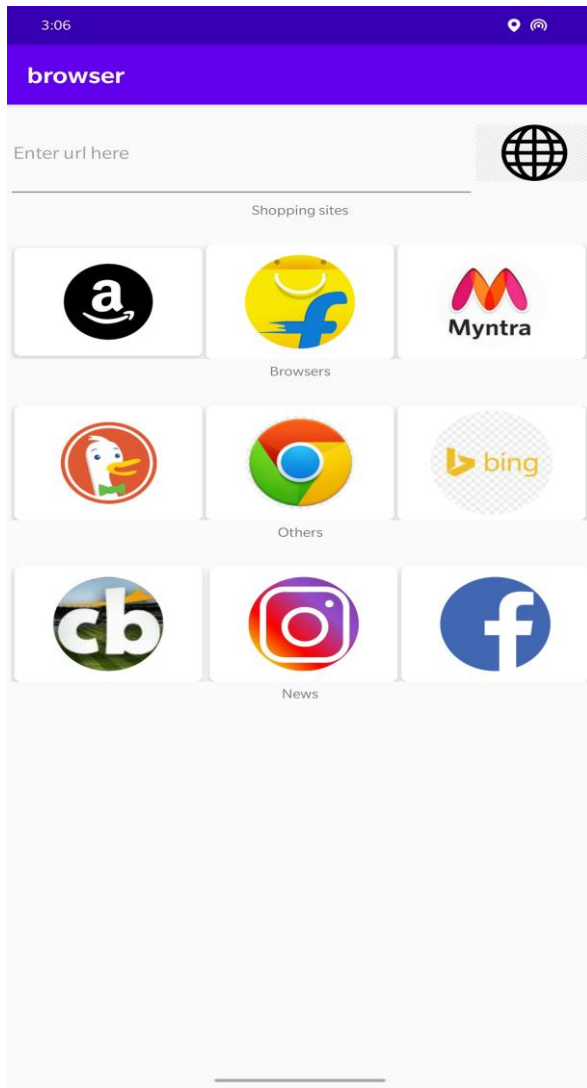 3:06
browser
Enter url here
Shopping sites
a
f
Myntra
Browsers
bing
Others
cb
f
News